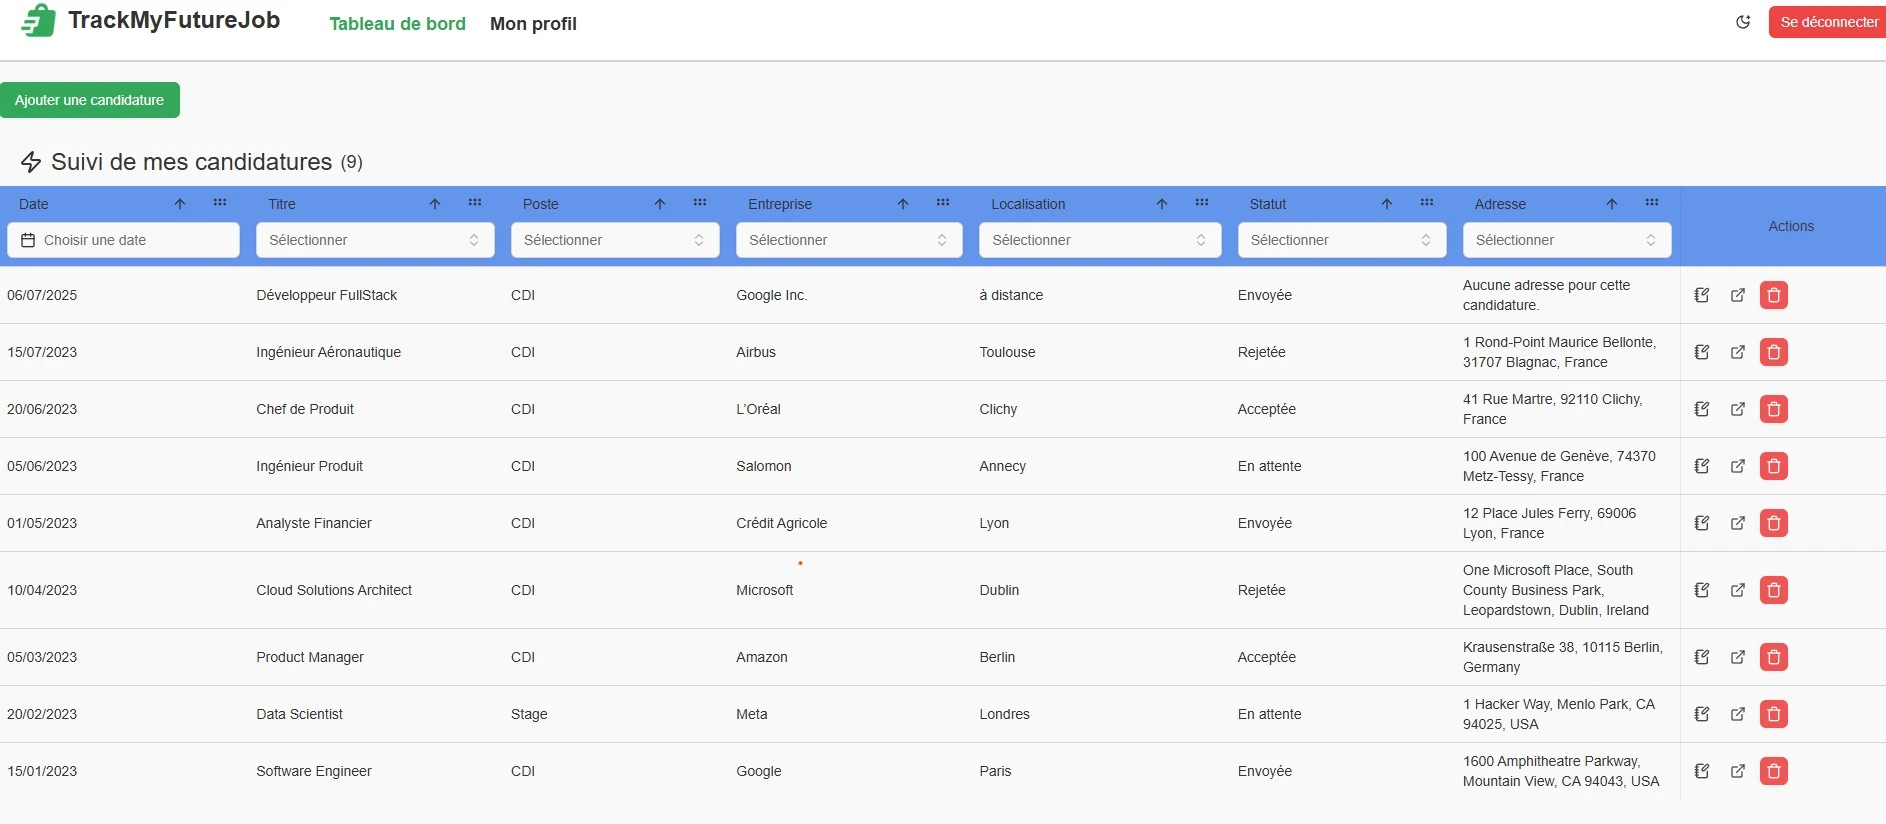 TrackMyFutureJob
Tableau de bord
Mon profil
Se déconnecter
Ajouter une candidature
Suivi de mes candidatures (9)
Date Titre Poste Entreprise Localisation Statut Adresse Actions
Choisir une date Sélectionner Sélectionner Sélectionner Sélectionner Sélectionner Sélectionner
06/07/2025 Développeur FullStack CDI Google Inc. à distance Envoyée Aucune adresse pour cette
candidature.
15/07/2023 Ingénieur Aéronautique CDI Airbus Toulouse Rejetée 1 Rond-Point Maurice Bellonte,
31707 Blagnac, France
20/06/2023 Chef de Produit CDI L’Oréal Clichy Acceptée 41 Rue Martre, 92110 Clichy,
France
05/06/2023 Ingénieur Produit CDI Salomon Annecy En attente 100 Avenue de Genève, 74370
Metz-Tessy, France
01/05/2023 Analyste Financier CDI Crédit Agricole Lyon Envoyée 12 Place Jules Ferry, 69006
Lyon, France
10/04/2023 Cloud Solutions Architect CDI Microsoft Dublin Rejetée One Microsoft Place, South
County Business Park,
Leopardstown, Dublin, Ireland
05/03/2023 Product Manager CDI Amazon Berlin Acceptée Krausenstraße 38, 10115 Berlin,
Germany
20/02/2023 Data Scientist Stage Meta Londres En attente 1 Hacker Way, Menlo Park, CA
94025, USA
15/01/2023 Software Engineer CDI Google Paris Envoyée 1600 Amphitheatre Parkway,
Mountain View, CA 94043, USA